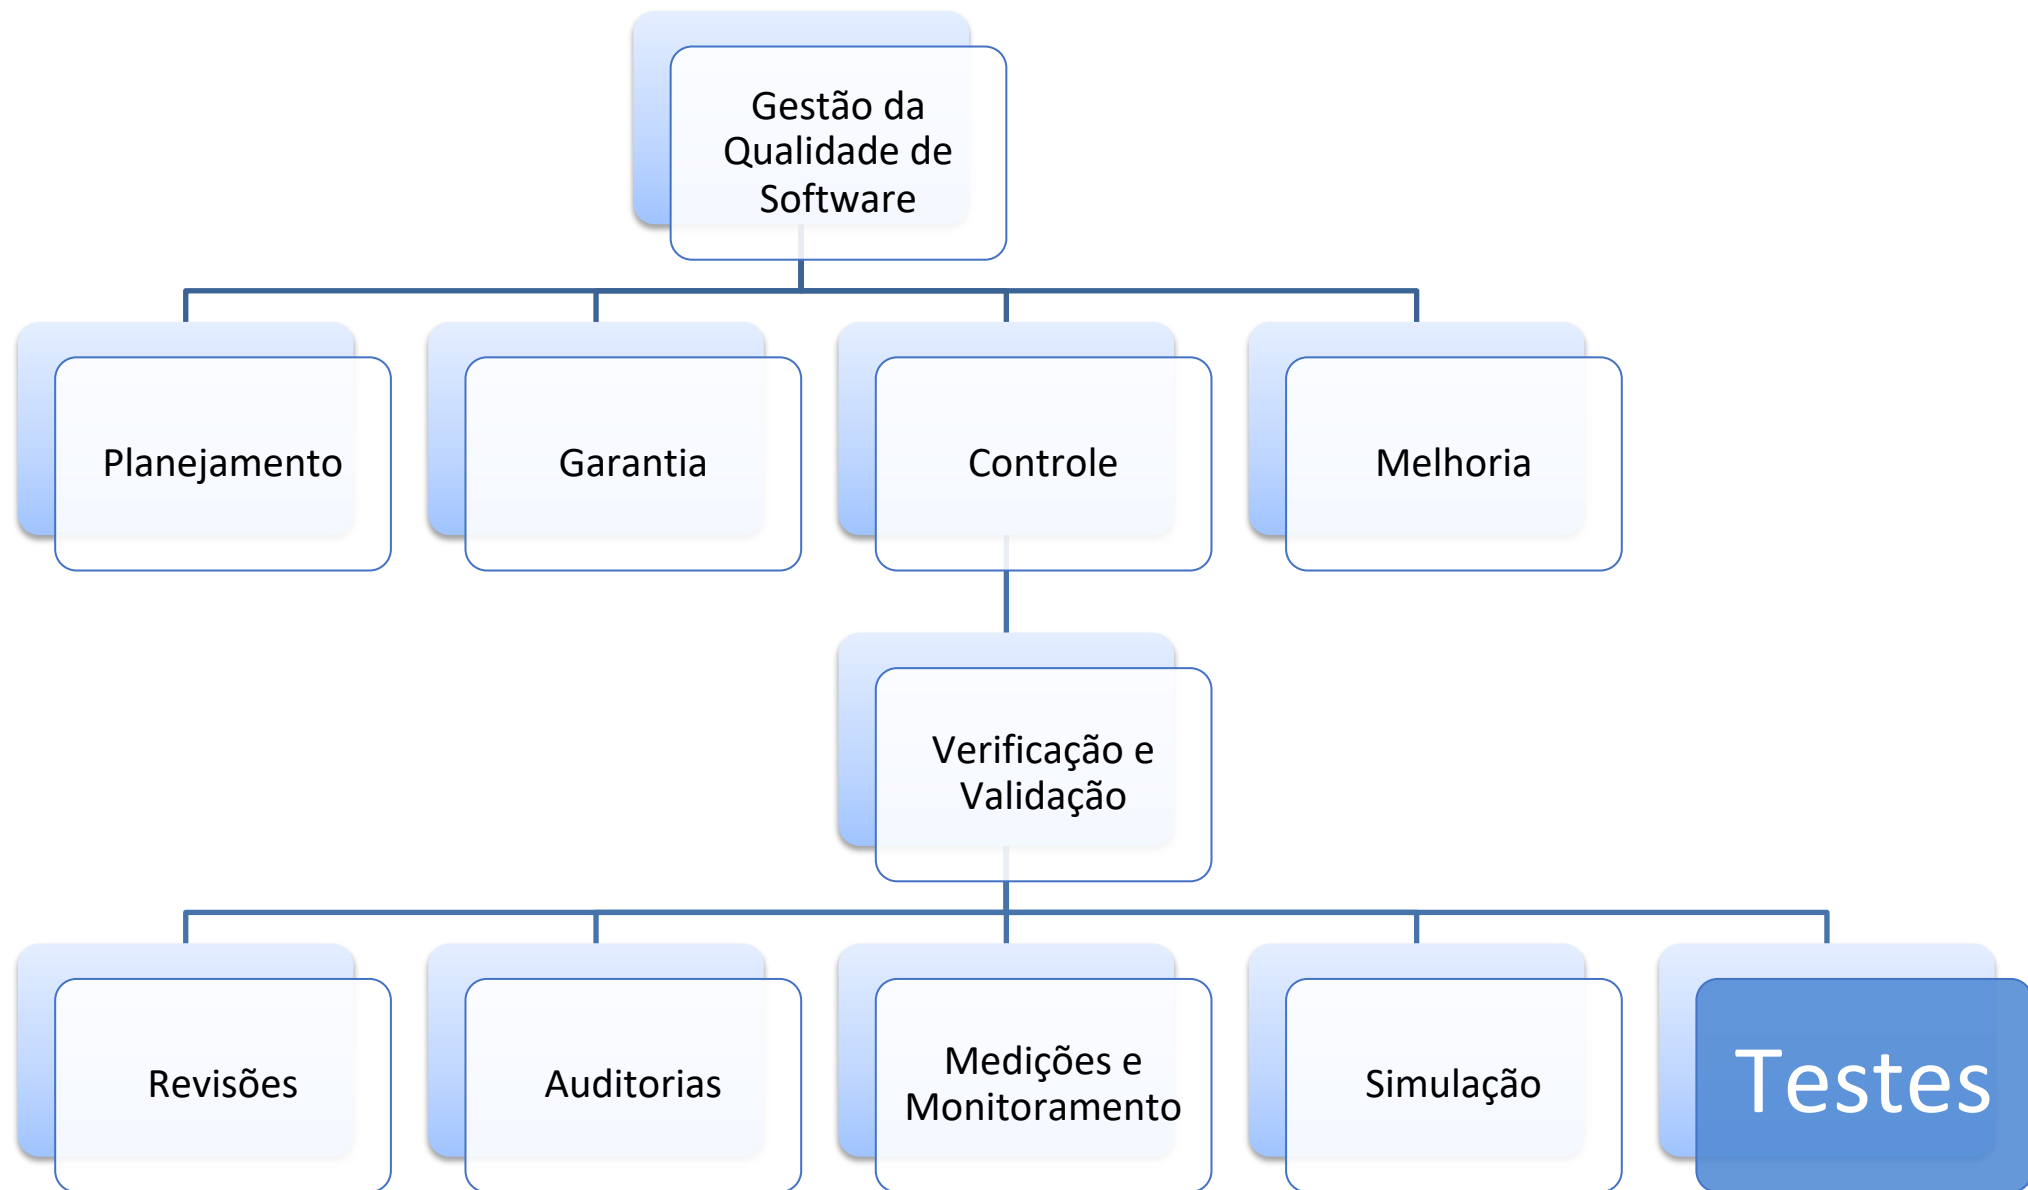 Gestão da
Qualidade de
Software
Planejamento
Garantia
Controle
Melhoria
Verificação e
Validação
Revisões
Auditorias
Medições e
Monitoramento
Simulação
Testes